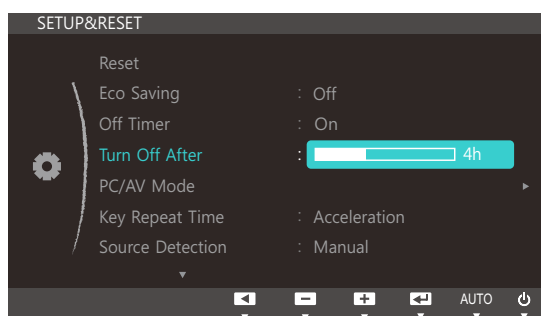 SETUP&RESET
Reset
Eco Saving : Off
Off Timer : On
Turn Off After : 4h
PC/AV Mode
Key Repeat Time : Acceleration
Source Detection : Manual
AUTO